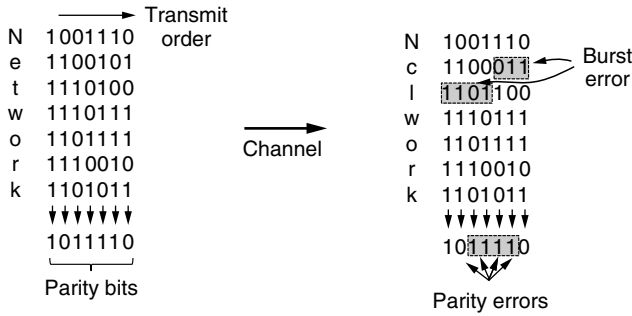 Transmit
order
N 1001110
e 1100101
t 1110100
w 1110111
o 1101111
r 1110010
k 1101011
1011110
Parity bits
Channel
N 1001110
c 1100011
l 1101100
w 1110111
o 1101111
r 1110010
k 1101011
1011110
Burst
error
Parity errors